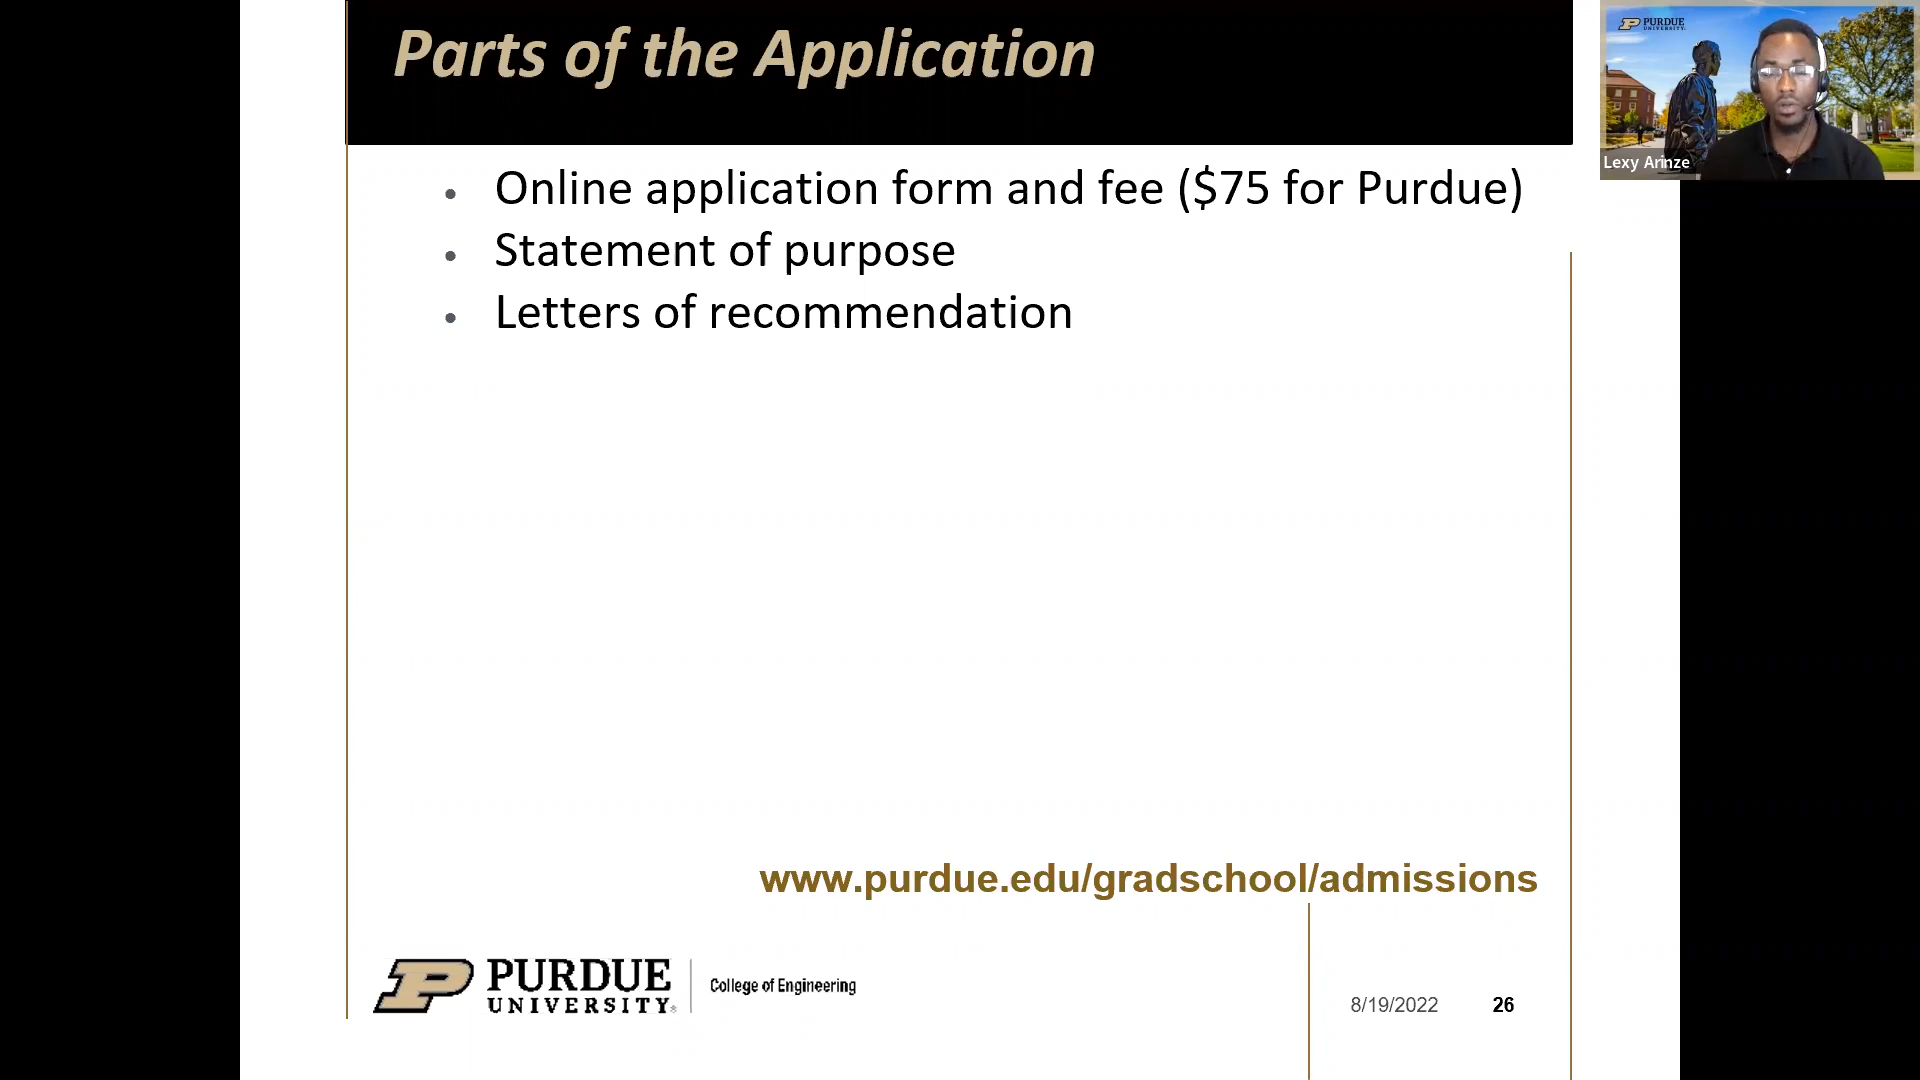 Parts of the Application
PURDUE
UNIVERSITY.
Lexy Arinze
• Online application form and fee ($75 for Purdue)
• Statement of purpose
• Letters of recommendation
www.purdue.edu/gradschool/admissions
PURDUE
UNIVERSITY®
College of Engineering
8/19/2022
26